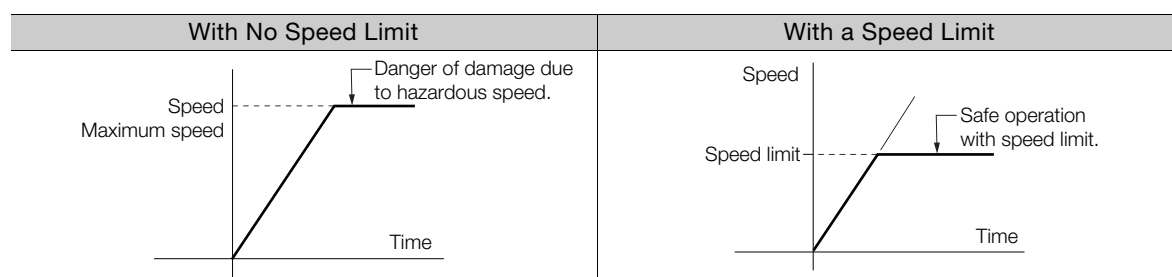 With No Speed Limit
With a Speed Limit
Danger of damage due
to hazardous speed.
Speed
Maximum speed
Time
Speed
Safe operation
with speed limit.
Speed limit
Time